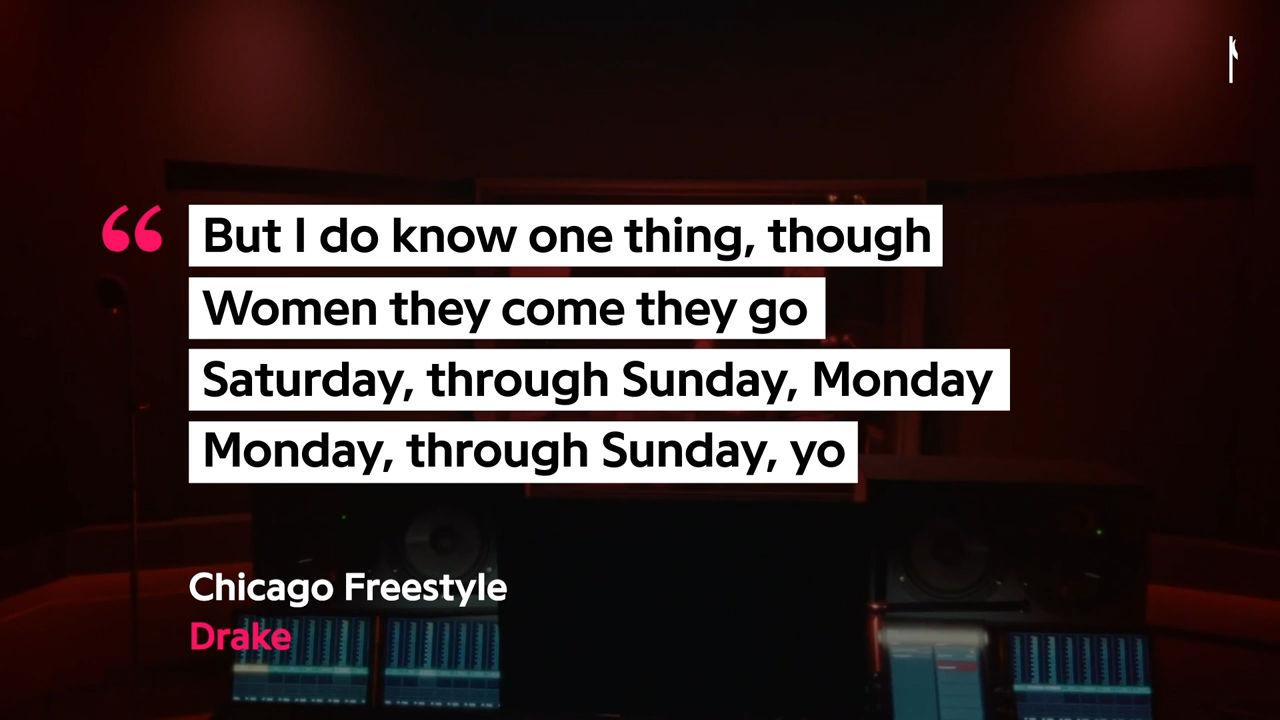 “
But I do know one thing, though
Women they come they go
Saturday, through Sunday, Monday
Monday, through Sunday, yo
Chicago Freestyle
Drake